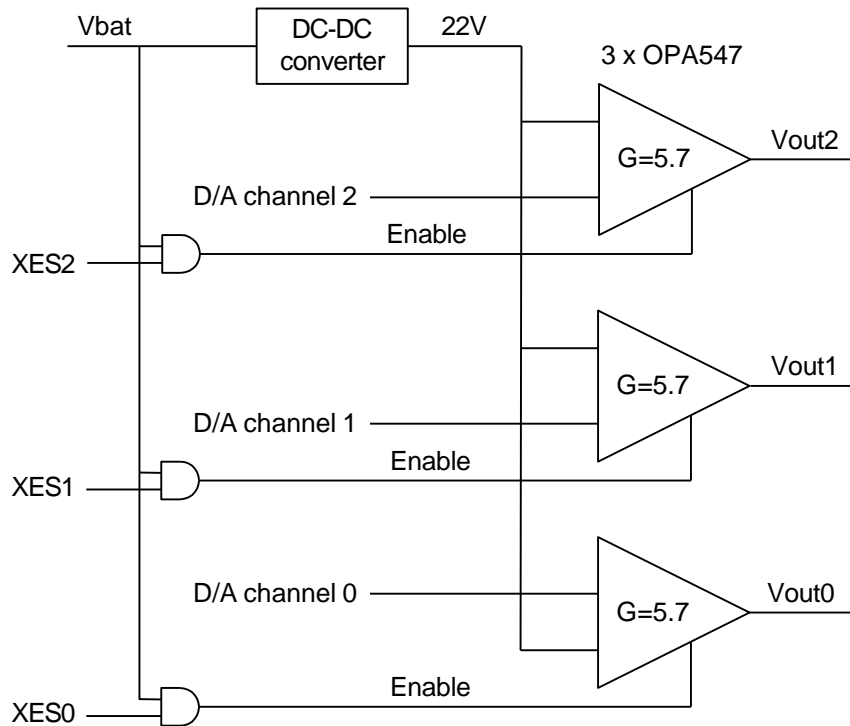 Vbat
DC-DC
converter
22V
3 x OPA547
G=5.7
Vout2
D/A channel 2
Enable
XES2
G=5.7
Vout1
D/A channel 1
Enable
XES1
D/A channel 0
G=5.7
Vout0
Enable
XES0